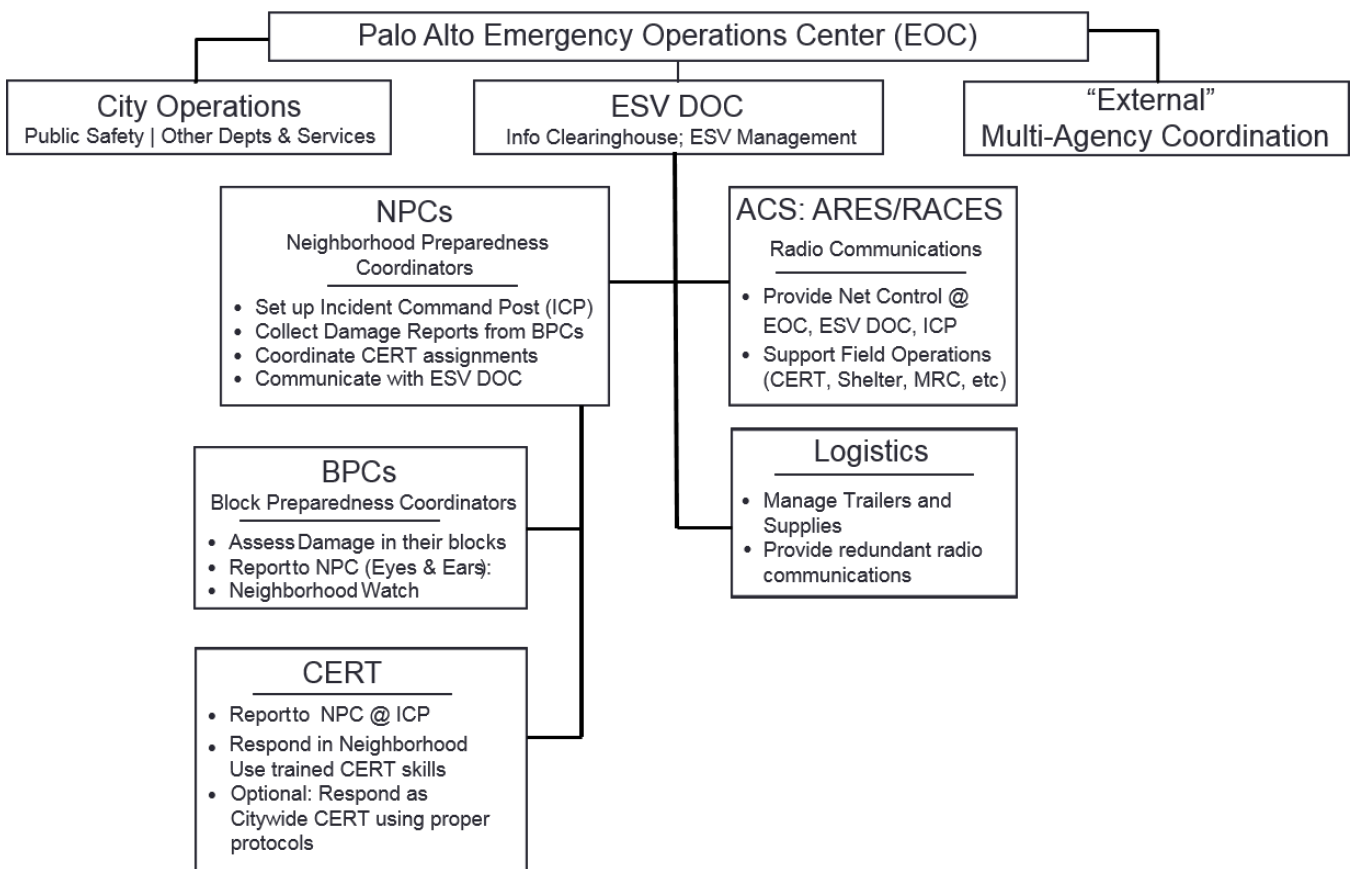 Palo Alto Emergency Operations Center (EOC)
City Operations
Public Safety | Other Depts & Services
ESV DOC
Info Clearinghouse; ESV Management
“External”
Multi-Agency Coordination
NPCs
Neighborhood Preparedness
Coordinators
• Set up Incident Command Post (ICP)
• Collect Damage Reports from BPCs
• Coordinate CERT assignments
• Communicate with ESV DOC
ACS: ARES/RACES
Radio Communications
• Provide Net Control @
EOC, ESV DOC, ICP
• Support Field Operations
(CERT, Shelter, MRC, etc)
BPCs
Block Preparedness Coordinators
• Assess Damage in their blocks
• Report to NPC (Eyes & Ears):
• Neighborhood Watch
Logistics
• Manage Trailers and
Supplies
• Provide redundant radio
communications
CERT
• Report to NPC @ ICP
• Respond in Neighborhood
Use trained CERT skills
• Optional: Respond as
Citywide CERT using proper
protocols